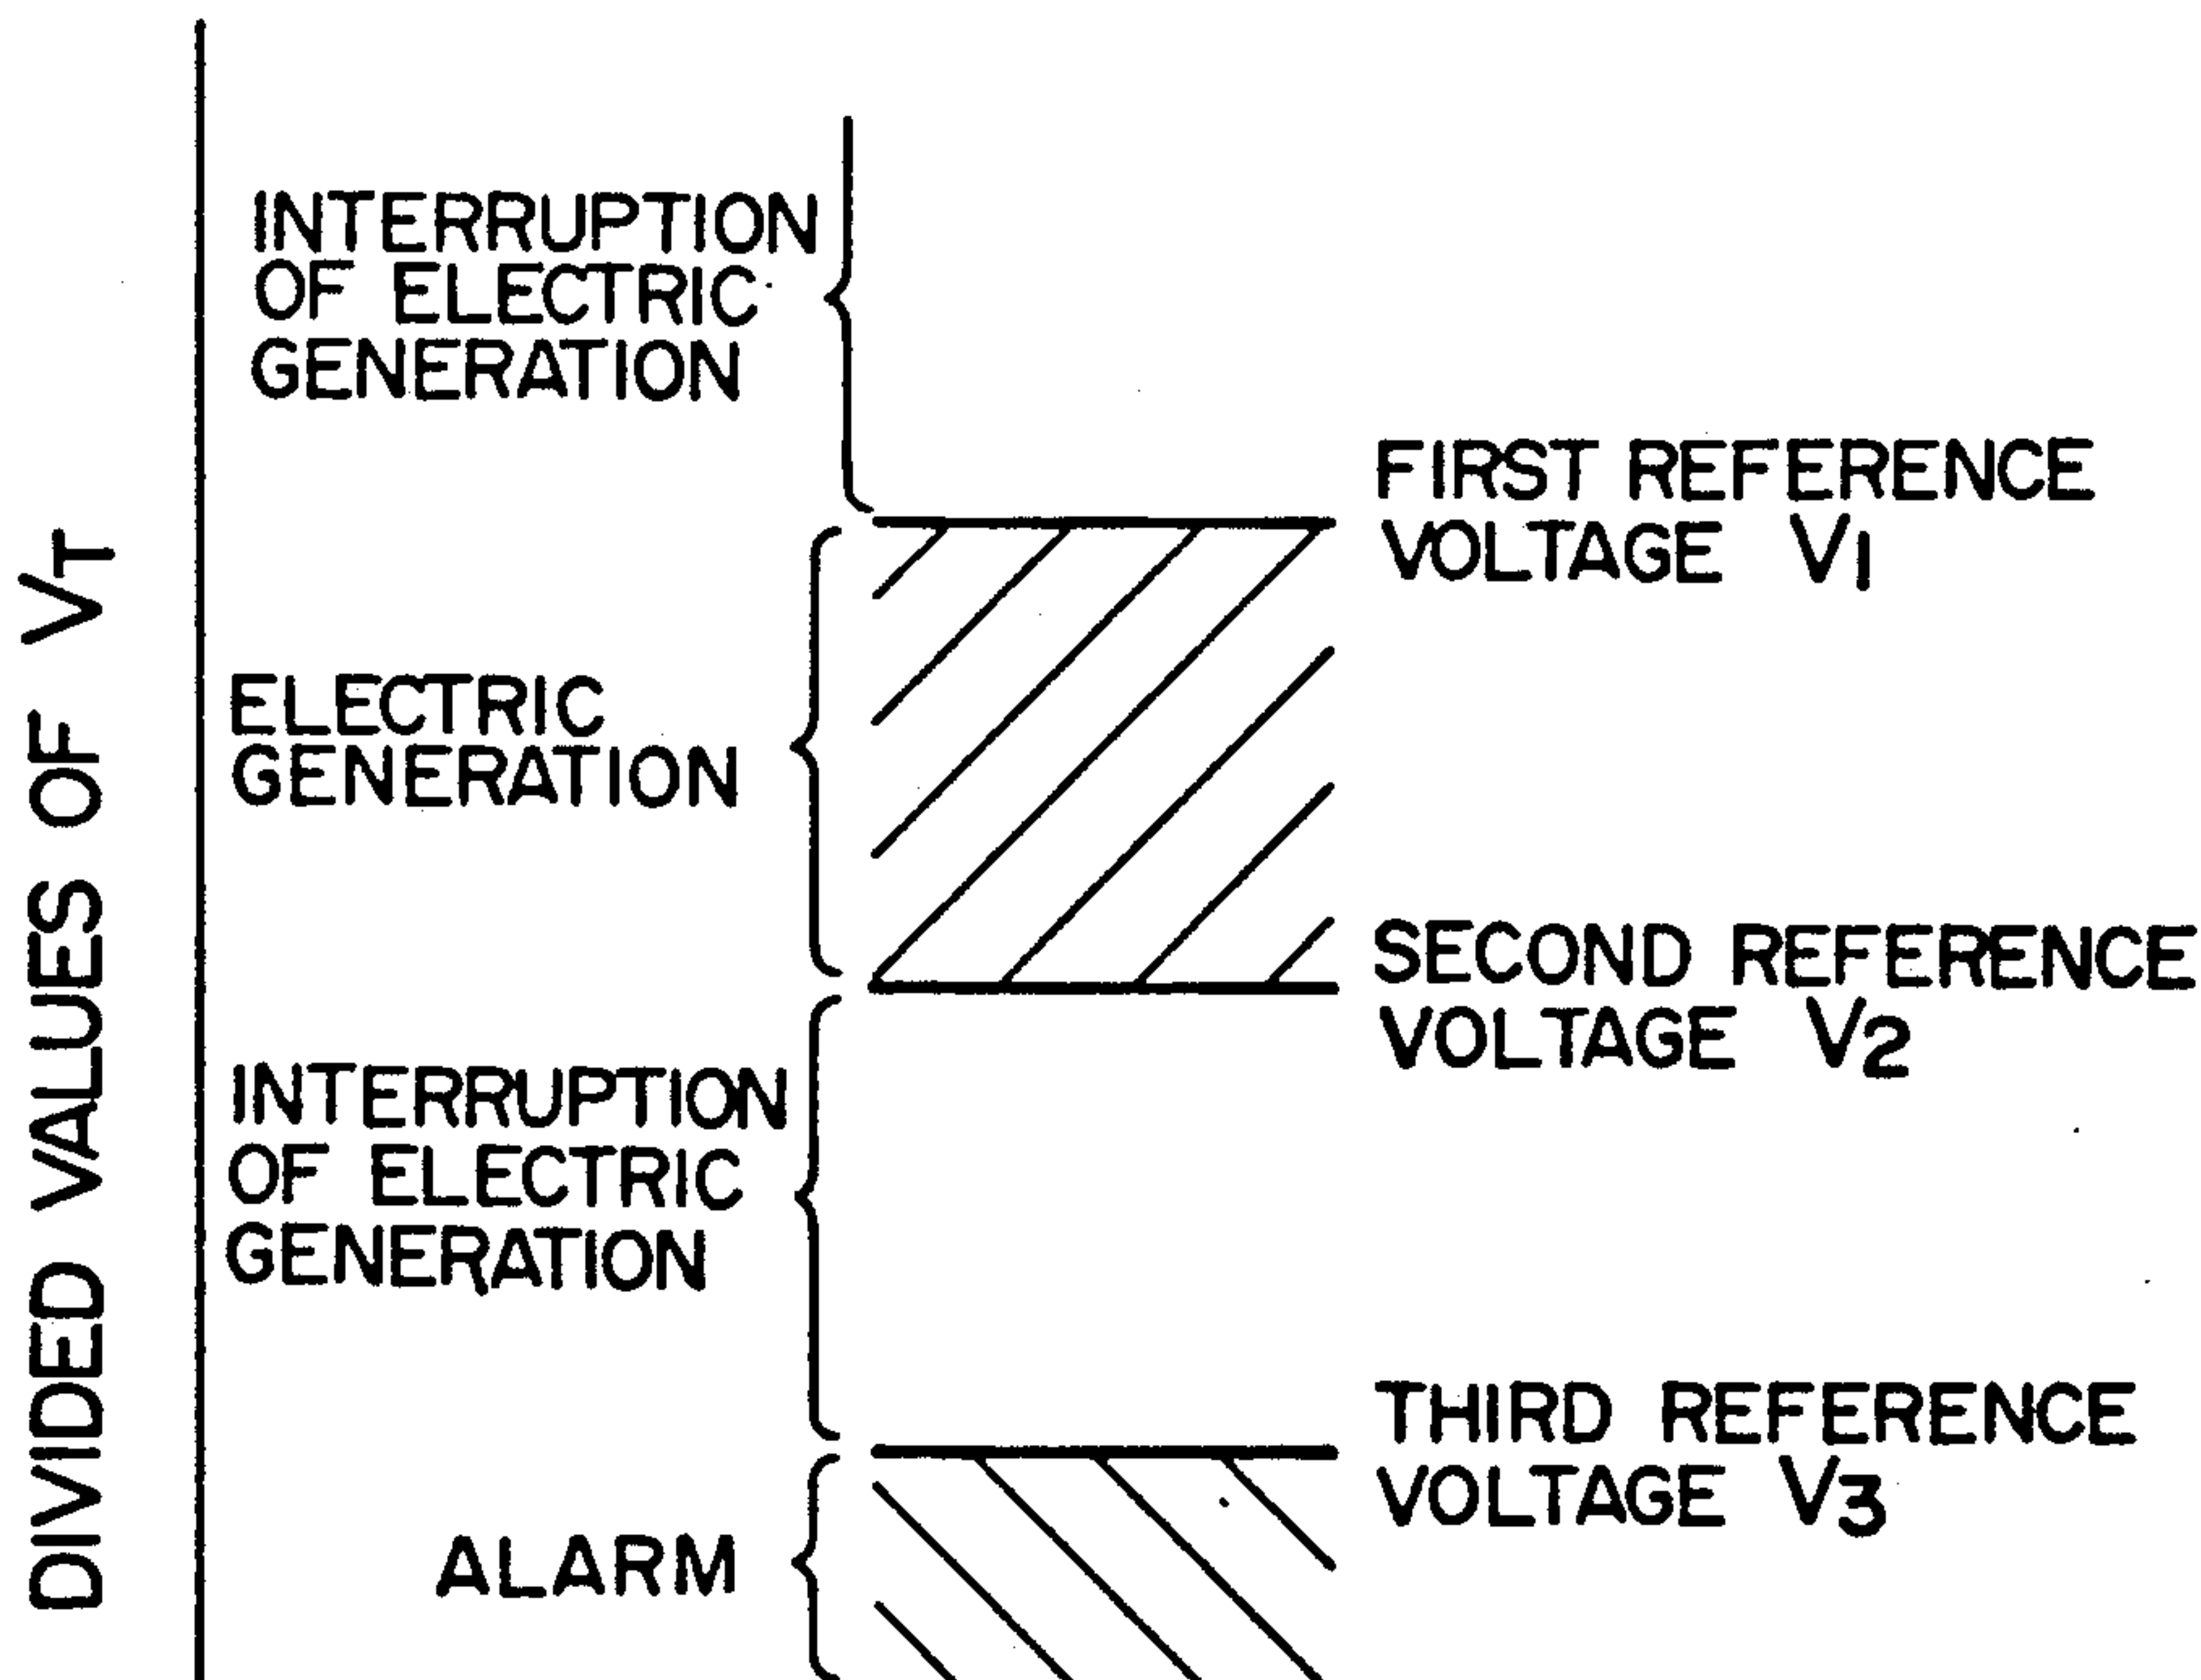 DIVIDED VALUES OF VT
INTERRUPTION
OF ELECTRIC
GENERATION
FIRST REFERENCE
VOLTAGE V1
ELECTRIC
GENERATION
SECOND REFERENCE
VOLTAGE V2
INTERRUPTION
OF ELECTRIC
GENERATION
THIRD REFERENCE
VOLTAGE V3
ALARM